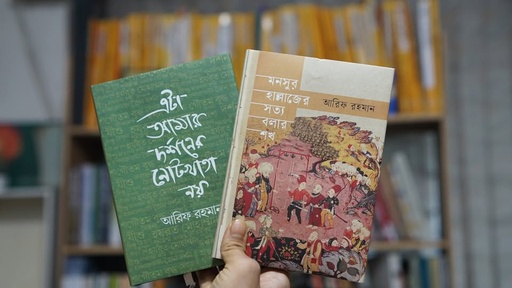 এটা
আমার
দর্শনের
নোটখাতা
নয়
আরিফ রহমান
মনসুর
হাল্লাজের
সত্য
বলার
শখ
আরিফ রহমান